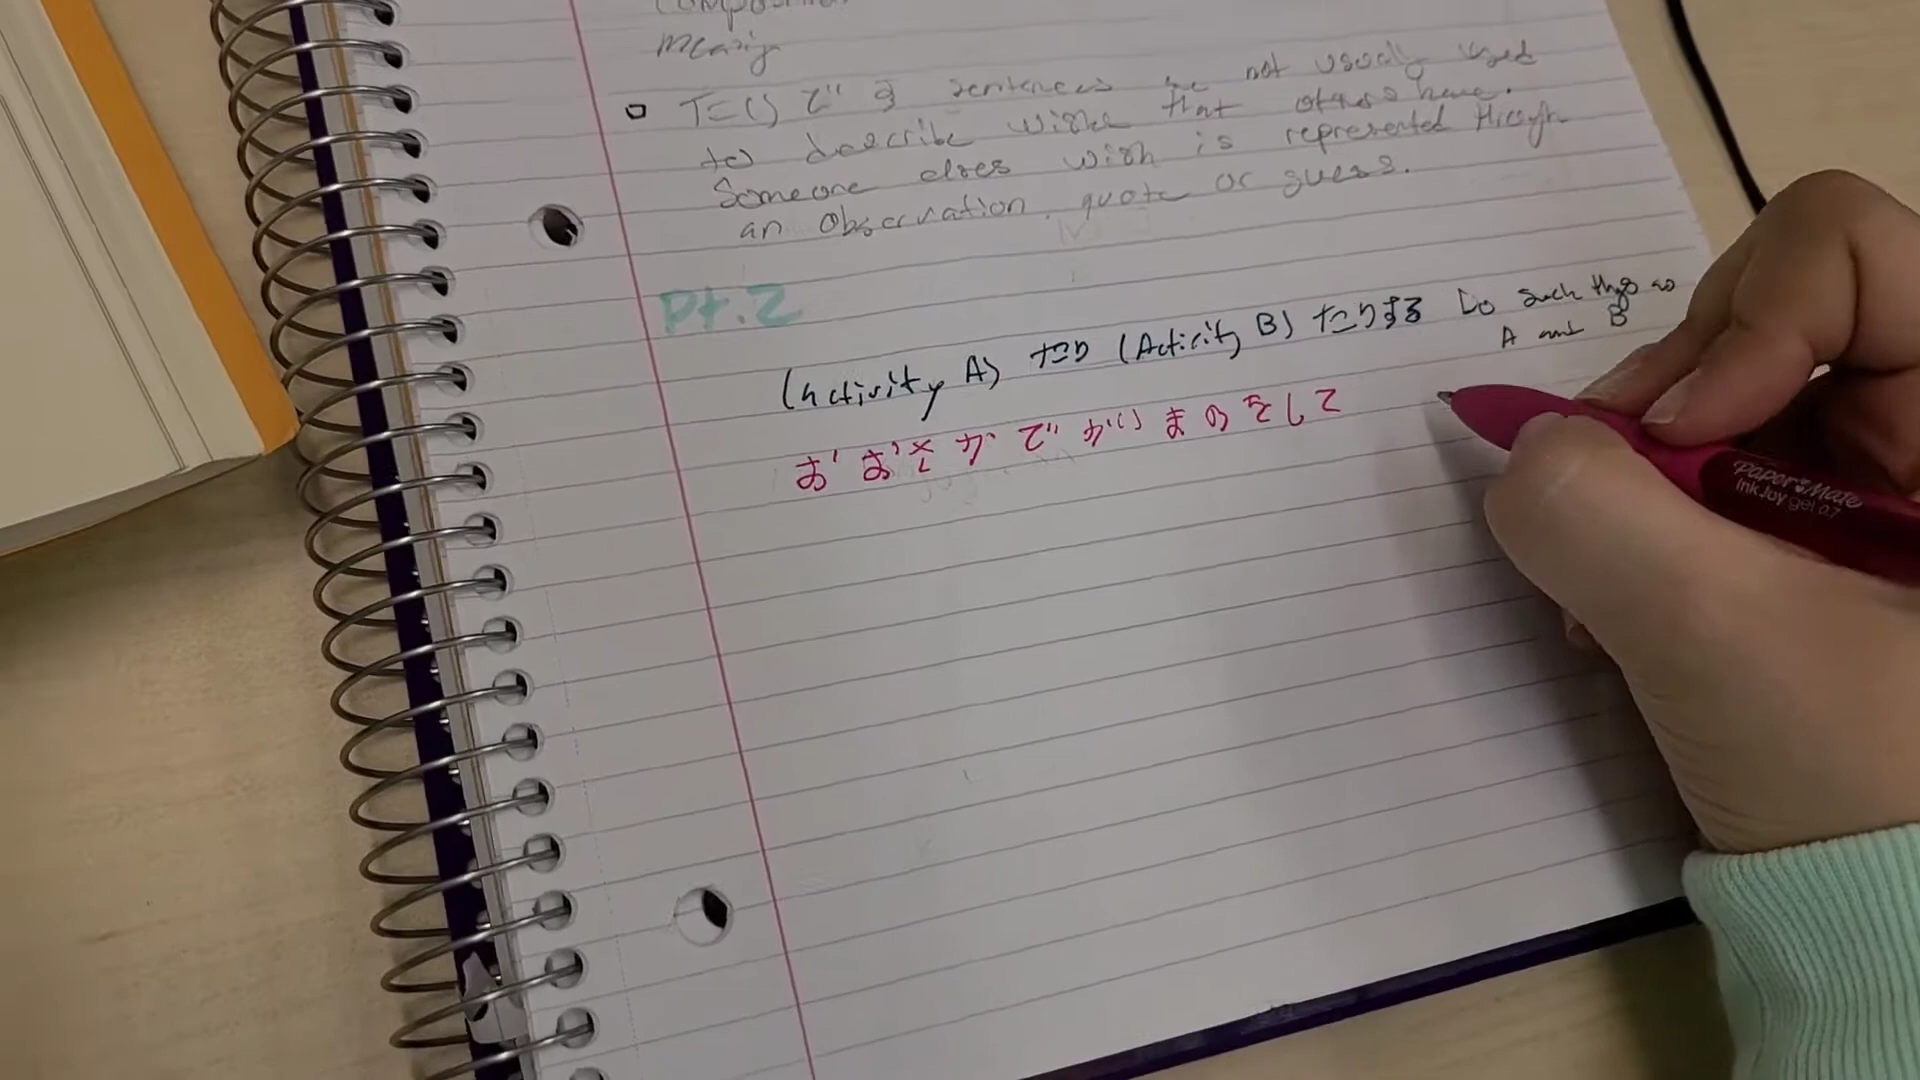 Meaning
たいです sentences are not usually used
to describe wishes that others have.
Someone elses wish is represented through
an observation, quote or guess.
Pt.2
(Activity A) たり (Activity B) たりする Do such things as
A and B
おおさかでかいものをして
Paper Mate
InkJoy gel 0.7